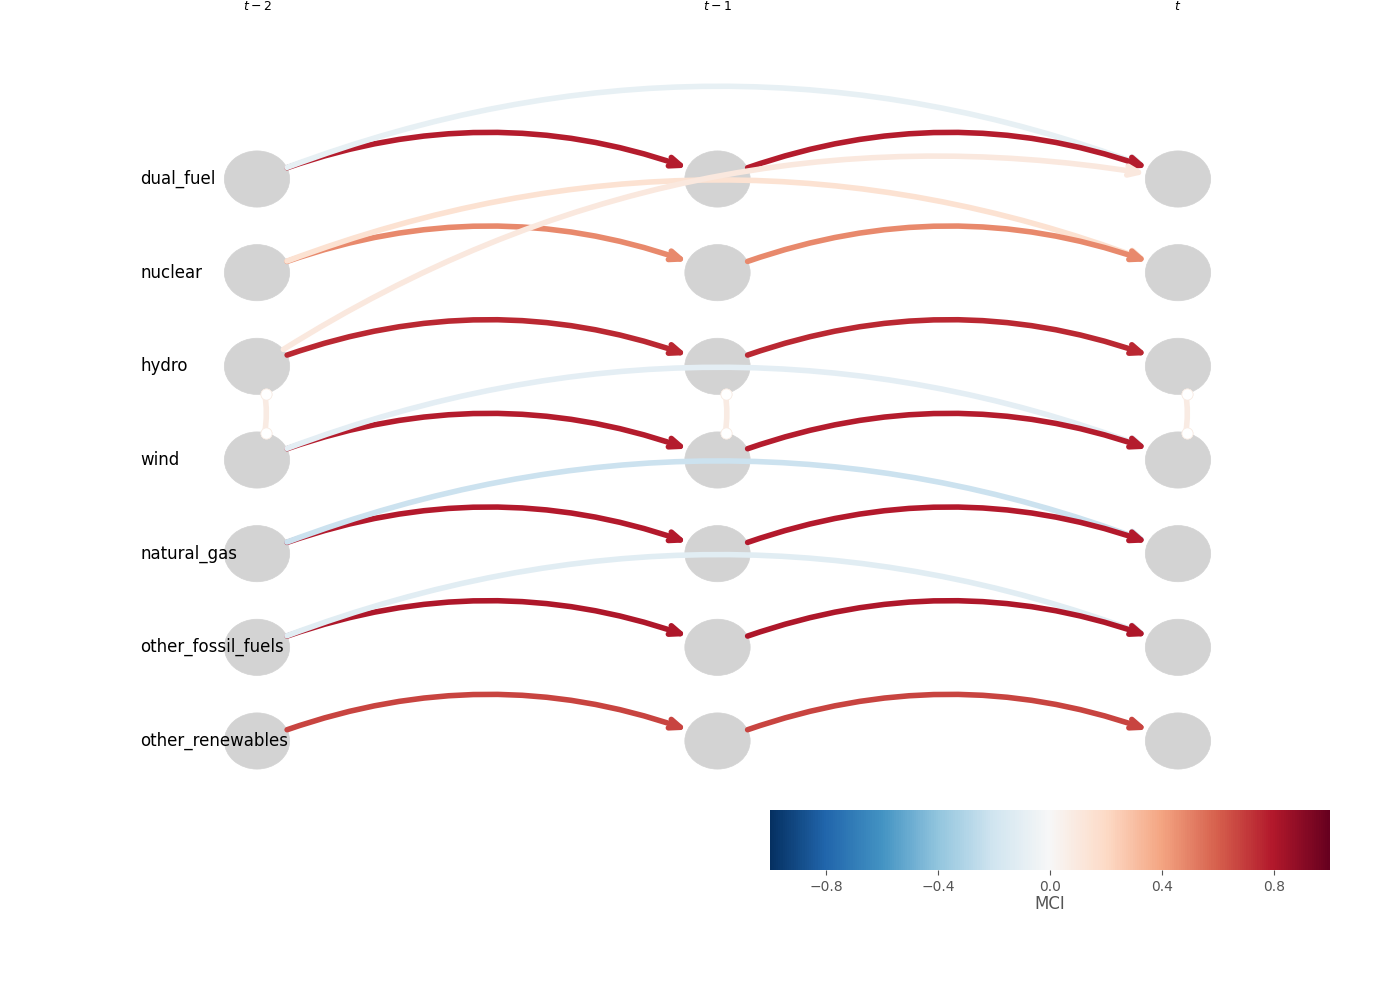 t − 2 t − 1 t
dual_fuel
nuclear
hydro
wind
natural_gas
other_fossil_fuels
other_renewables
−0.8 −0.4 0.0 0.4 0.8
MCI